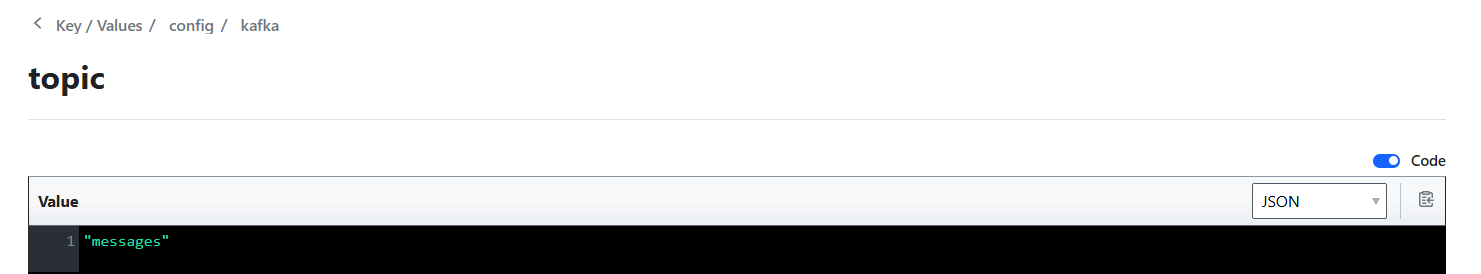 Key / Values / config / kafka
topic
Code
Value JSON
1 "messages"